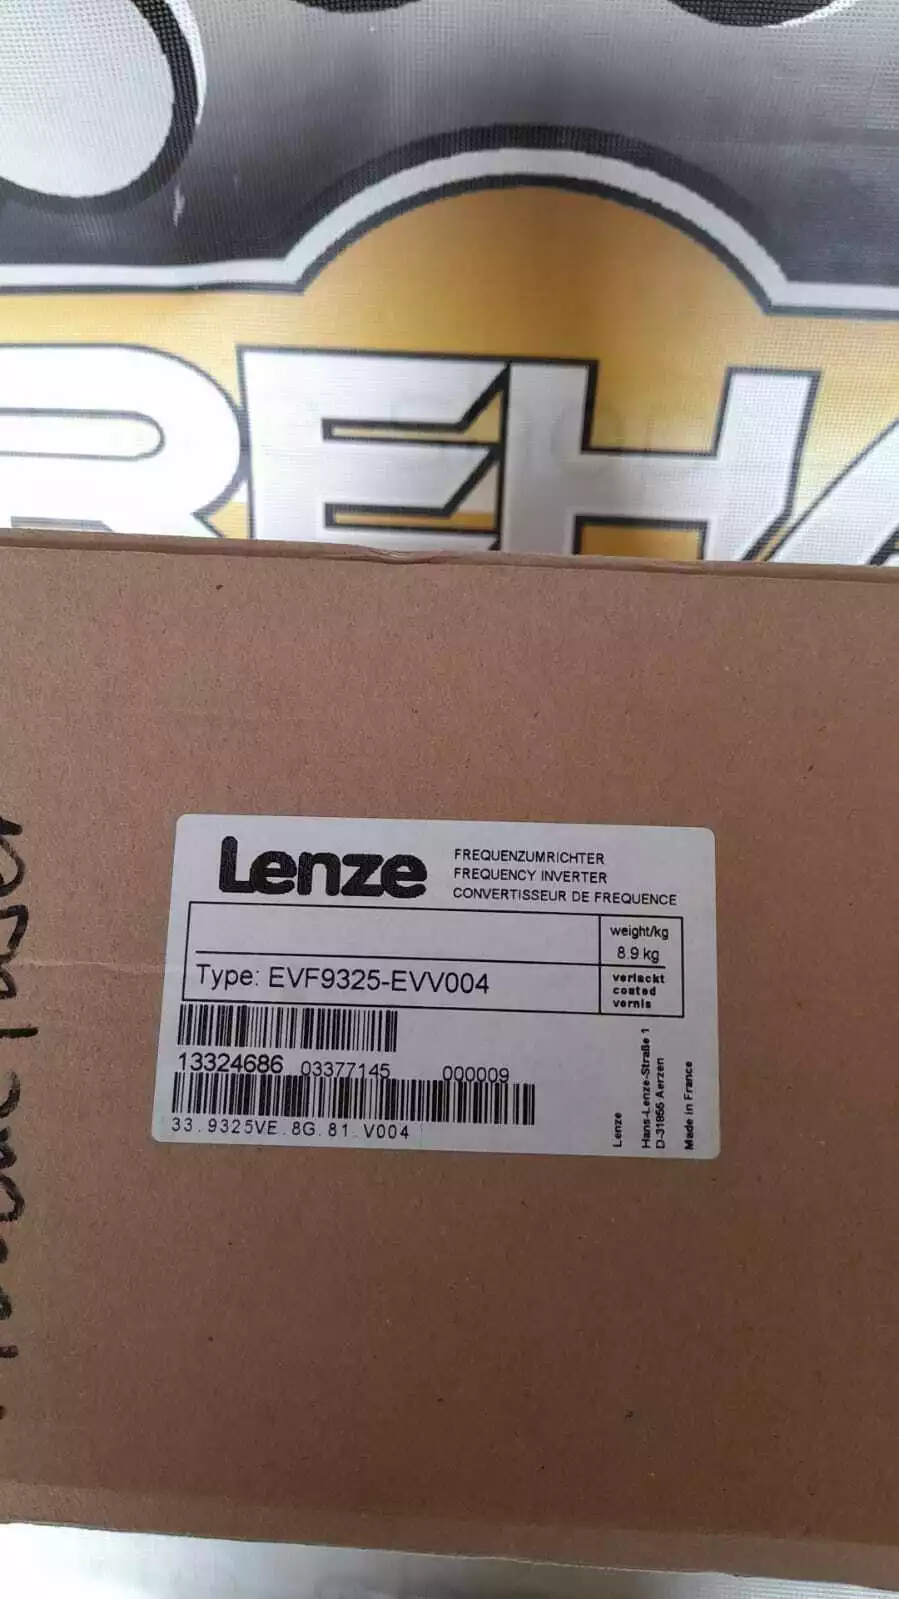 REHA
Lenze
FREQUENZUMRICHTER
FREQUENCY INVERTER
CONVERTISSEUR DE FREQUENCE
weight/kg
8.9 kg
Type: EVF9325-EVV004
verlackt
coated
vernis
13324686 03377145 000009
33.9325VE.8G.81.V004
Lenze
Hans-Lenze-Straße 1
D-31855 Aerzen
Made in France